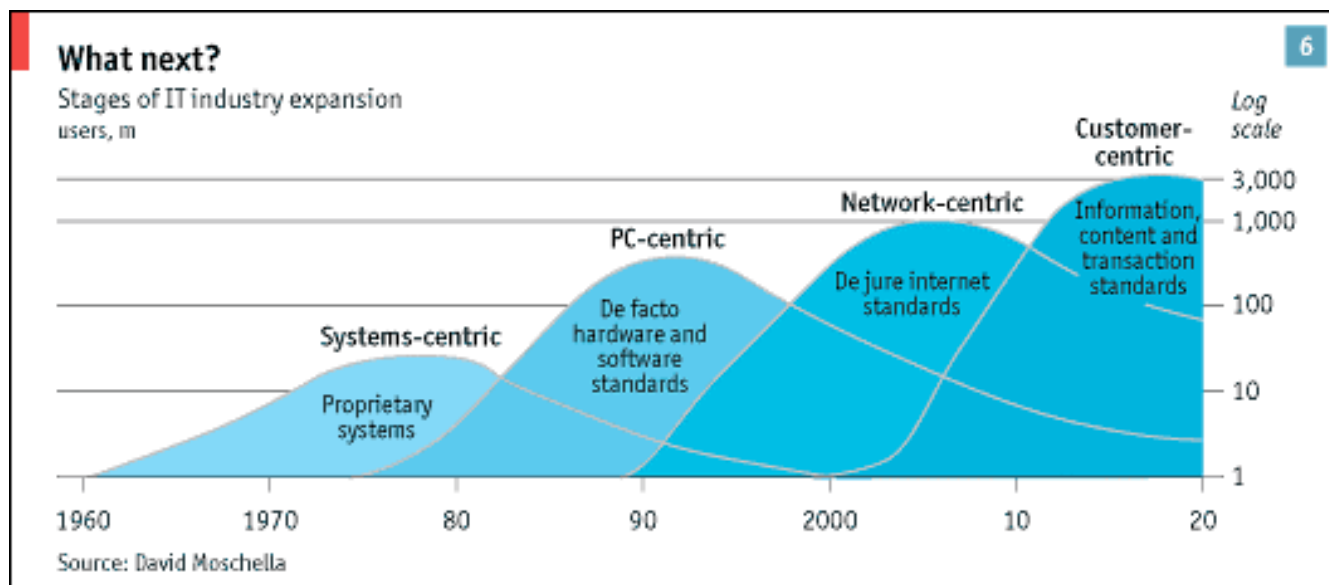 What next?
6
Stages of IT industry expansion
users, m
Log
scale
Customer-
centric
3,000
Network-centric
Information,
content and
transaction
standards
1,000
PC-centric
De jure internet
standards
100
De facto
hardware and
software
standards
Systems-centric
Proprietary
systems
10
1
1960
1970
80
90
2000
10
20
Source: David Moschella